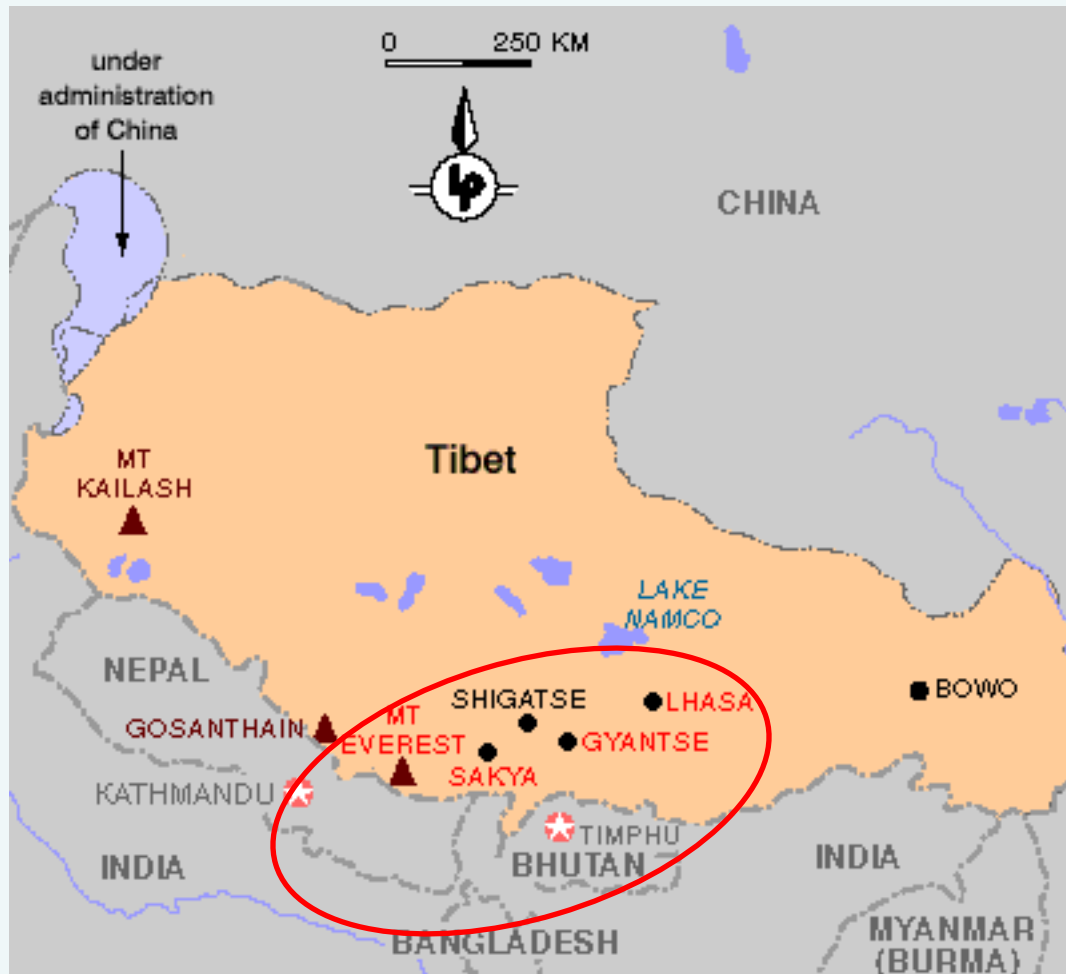 0 250 KM
under
administration
of China
LP
CHINA
MT
KAILASH
Tibet
LAKE
NAMCO
NEPAL
SHIGATSE
LHASA
BOWO
GOSANTHAIN
MT
EVEREST
GYANTSE
SAKYA
KATHMANDU
TIMPHU
INDIA
BHUTAN
INDIA
BANGLADESH
MYANMAR
(BURMA)